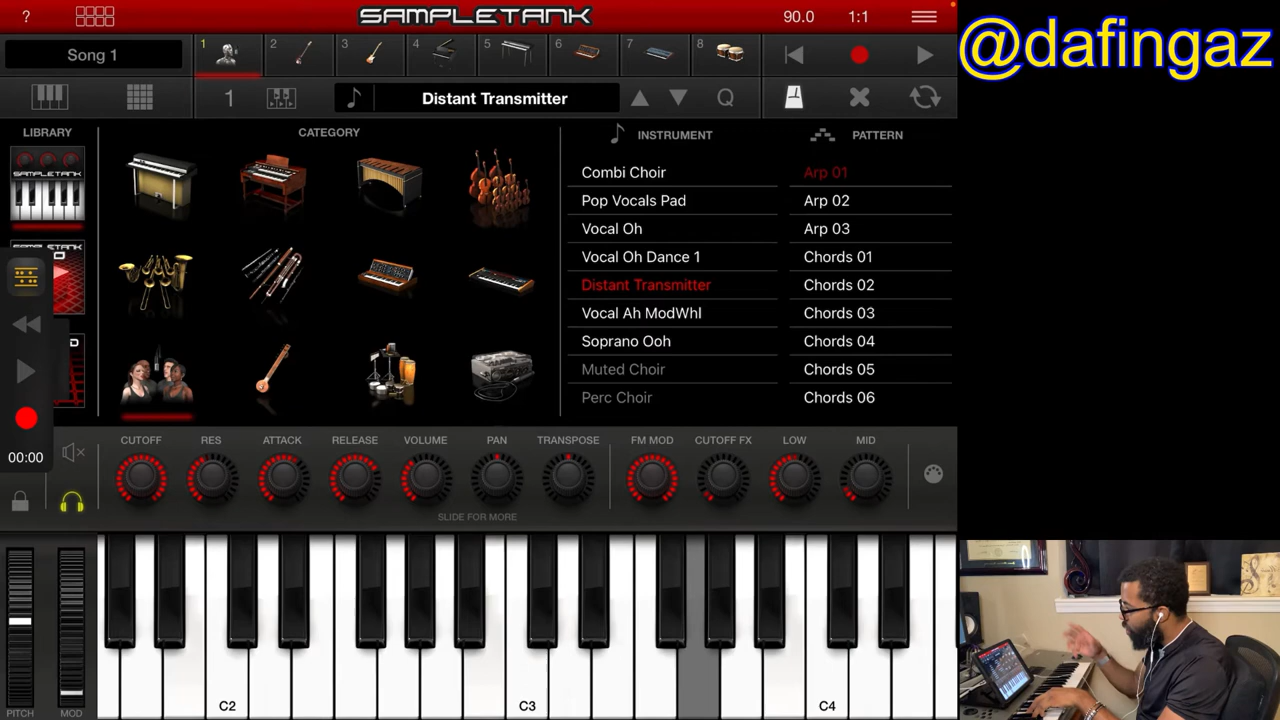 ?
SAMPLETANK
90.0
1:1
@dafingaz
Song 1
1
2
3
4
5
6
7
8
1
Distant Transmitter
Q
LIBRARY
SAMPLETANK
CATEGORY
INSTRUMENT
PATTERN
Combi Choir
Arp 01
Pop Vocals Pad
Arp 02
Vocal Oh
Arp 03
Vocal Oh Dance 1
Chords 01
Distant Transmitter
Chords 02
Vocal Ah ModWhl
Chords 03
Soprano Ooh
Chords 04
Muted Choir
Chords 05
Perc Choir
Chords 06
00:00
CUTOFF
RES
ATTACK
RELEASE
VOLUME
PAN
TRANSPOSE
FM MOD
CUTOFF FX
LOW
MID
SLIDE FOR MORE
C2
C3
C4
PITCH
MOD